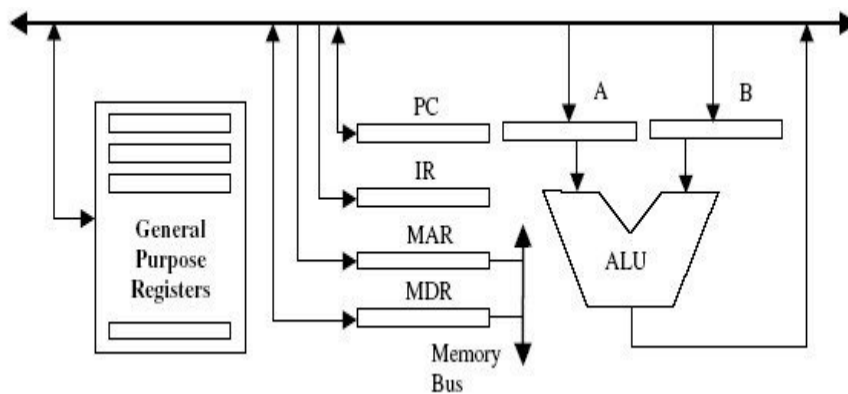 A
B
PC
IR
General
Purpose
Registers
MAR
ALU
MDR
Memory
Bus